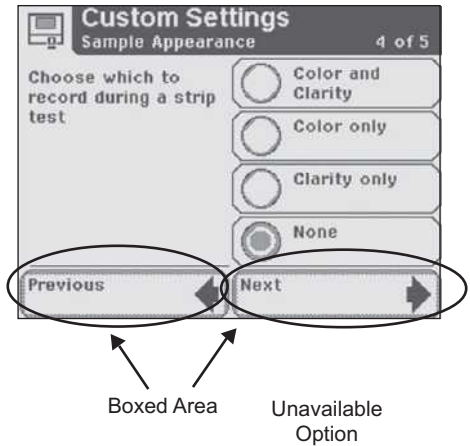 Custom Settings
Sample Appearance 4 of 5
Choose which to
record during a strip
test
Color and
Clarity
Color only
Clarity only
None
Previous
Next
Boxed Area
Unavailable
Option